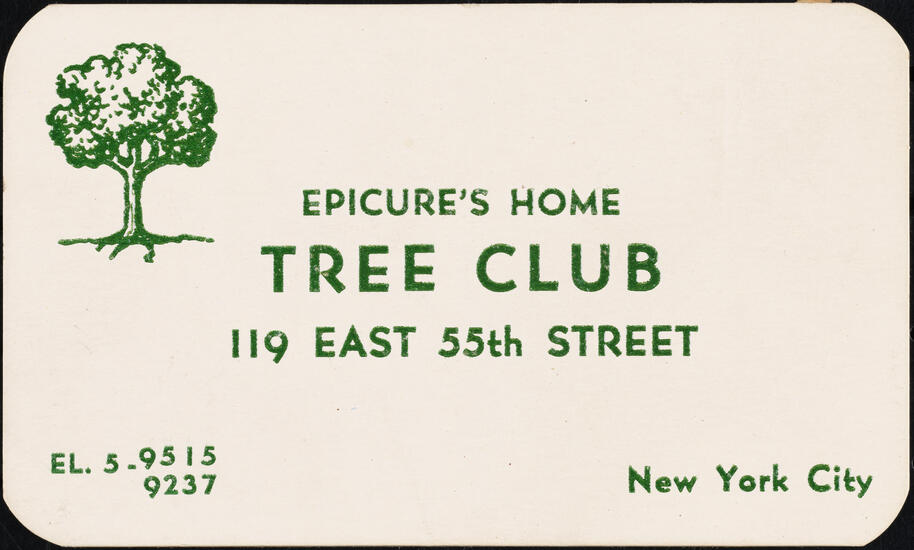 EPICURE'S HOME
TREE CLUB
119 EAST 55th STREET
EL. 5-9515
9237
New York City